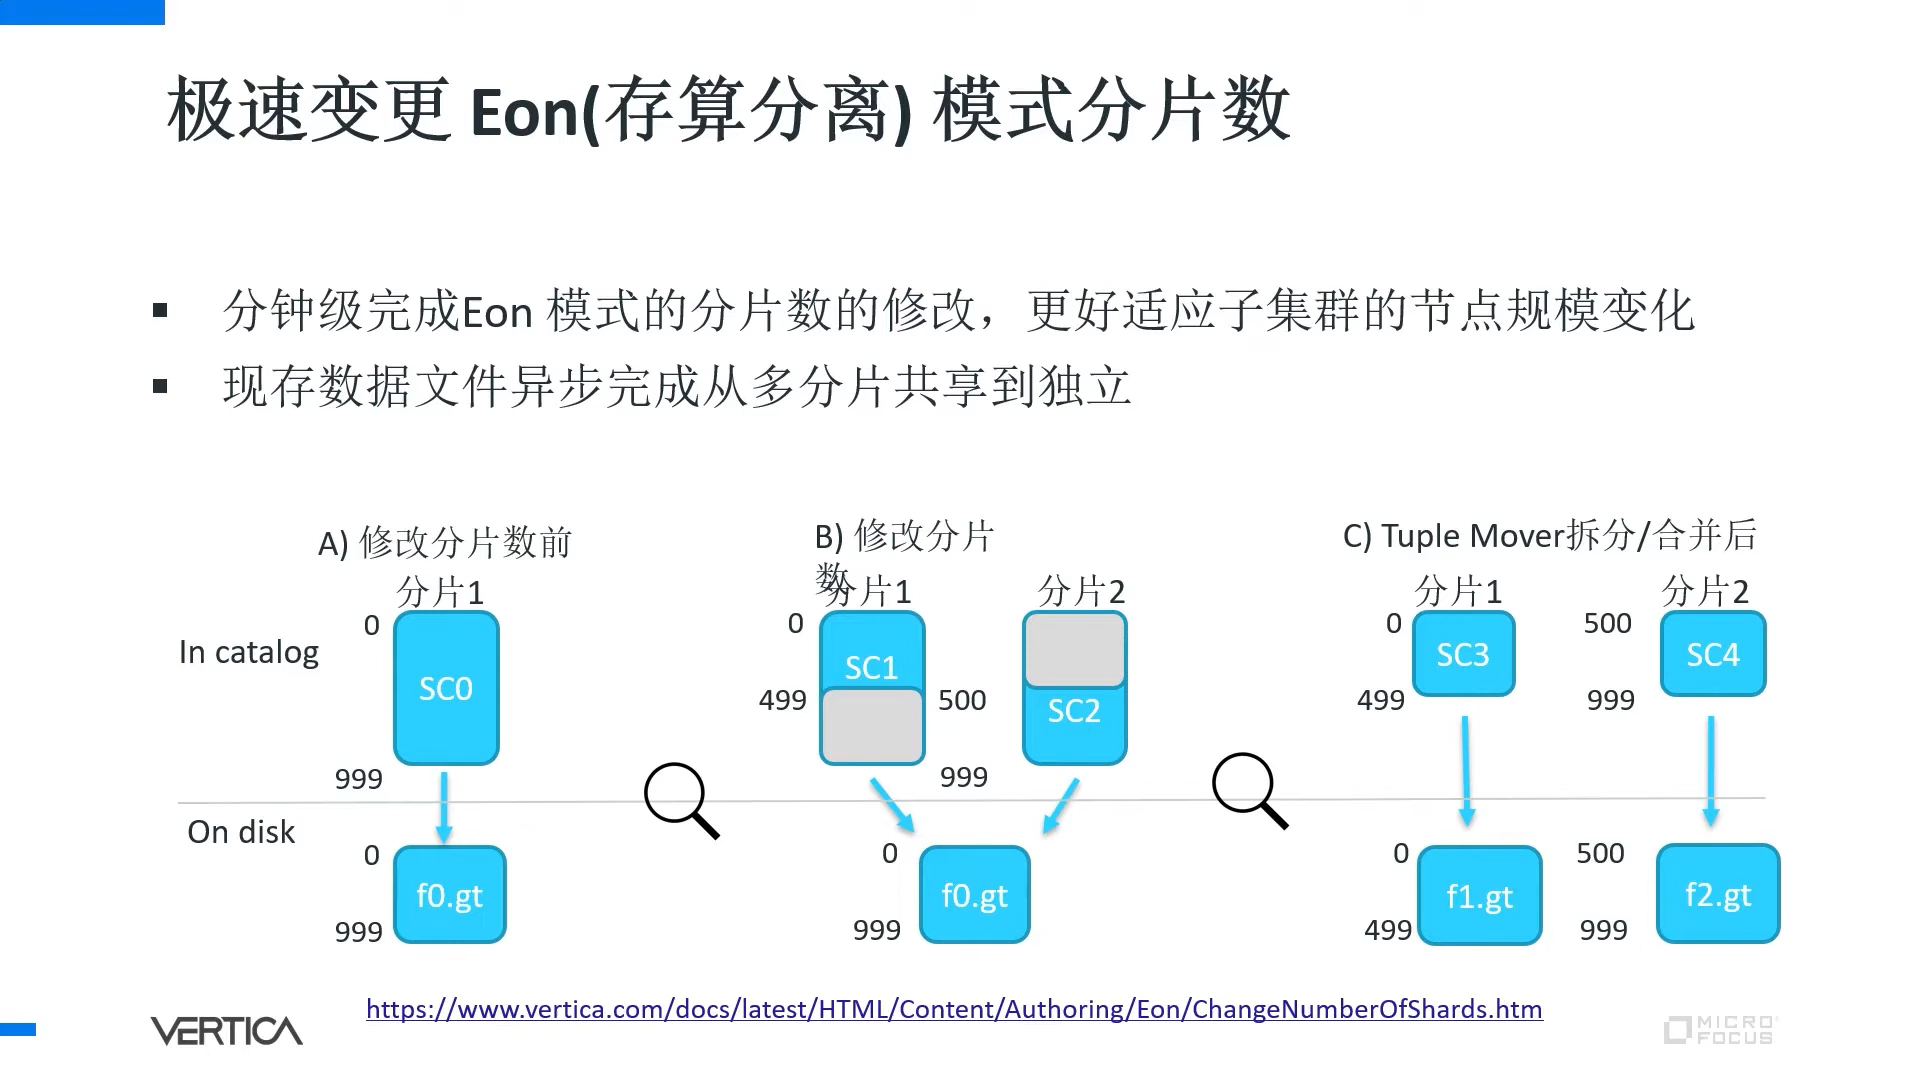 极速变更 Eon(存算分离) 模式分片数
▪ 分钟级完成Eon 模式的分片数的修改，更好适应子集群的节点规模变化
▪ 现存数据文件异步完成从多分片共享到独立
A) 修改分片数前
分片1
In catalog
0
SC0
999
On disk
0
f0.gt
999
B) 修改分片
数
分片1
分片2
0
SC1
499
500
SC2
999
0
f0.gt
999
C) Tuple Mover拆分/合并后
分片1
分片2
0
SC3
499
500
SC4
999
0
f1.gt
499
500
f2.gt
999
https://www.vertica.com/docs/latest/HTML/Content/Authoring/Eon/ChangeNumberOfShards.htm
VERTICA
MICRO
FOCUS